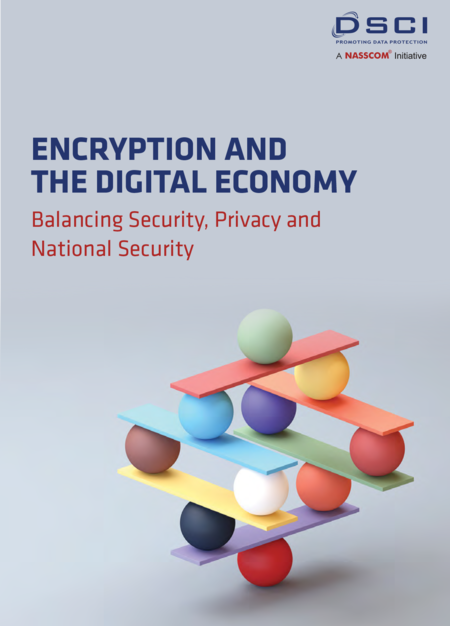 DSCI
PROMOTING DATA PROTECTION
A NASSCOM® Initiative
ENCRYPTION AND
THE DIGITAL ECONOMY
Balancing Security, Privacy and
National Security